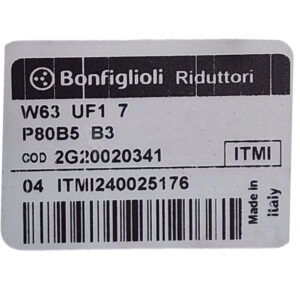 Bonfiglioli Riduttori
W63 UF1 7
P80B5 B3
COD 2G20020341 ITMI
04 ITMI240025176
Made in
italy